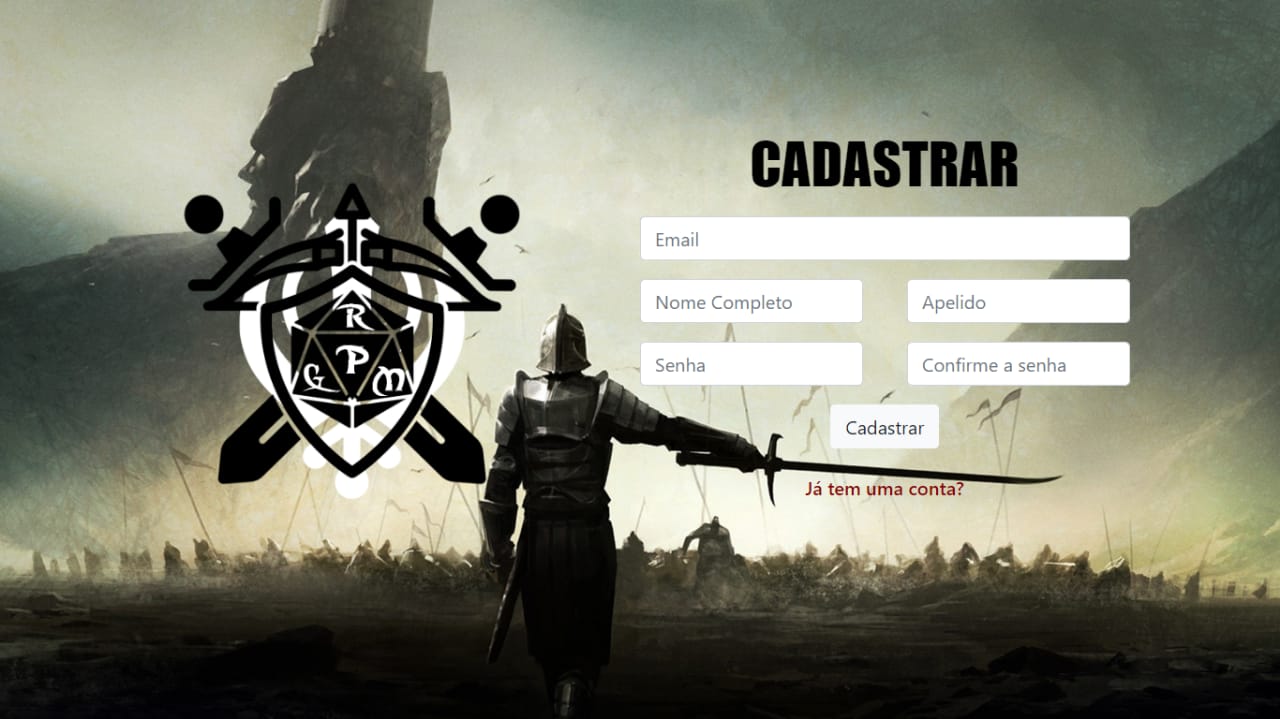 CADASTRAR
Email
Nome Completo
Apelido
Senha
Confirme a senha
Cadastrar
Já tem uma conta?
R
P
G
M